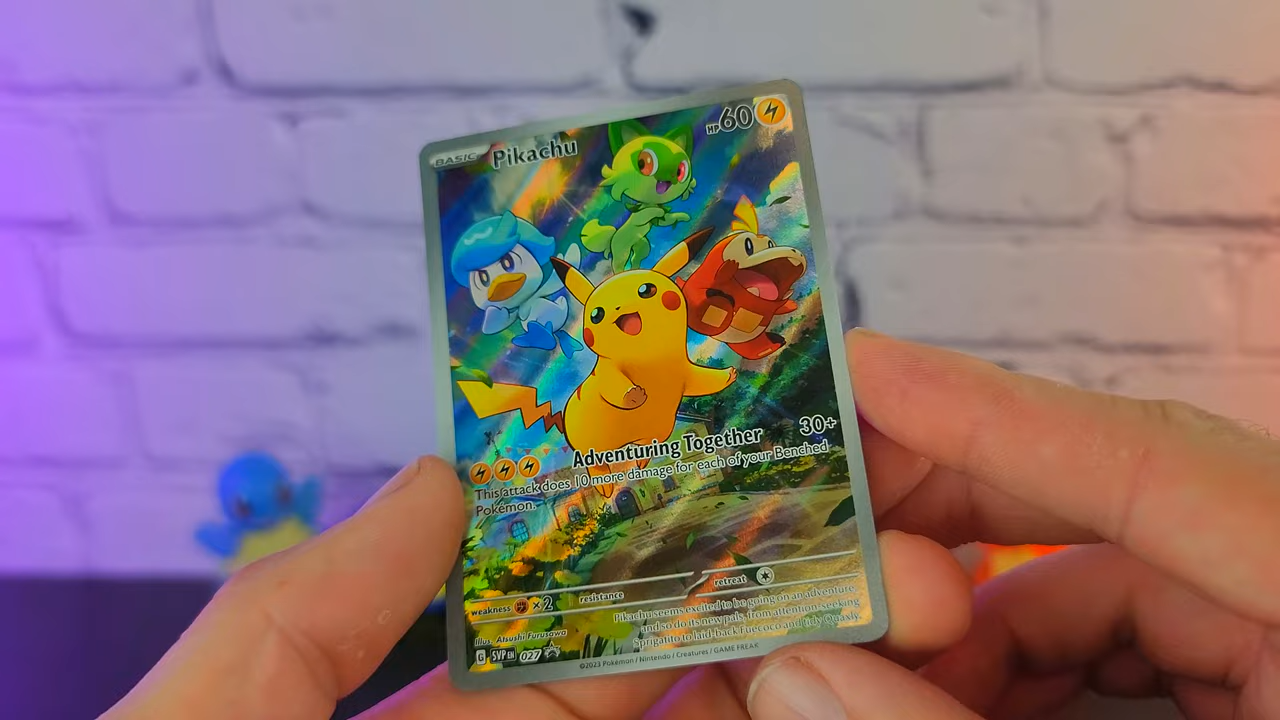 BASIC Pikachu HP60
Adventuring Together 30+
This attack does 10 more damage for each of your Benched
Pokémon.
weakness ×2 resistance retreat
Pikachu seems excited to be going on an adventure,
and so do its new pals, from attention-seeking
Sprigatito to laid-back Fuecoco and tidy Quaxly.
Illus. Atsushi Furusawa
G SVP EN 027
©2023 Pokémon / Nintendo / Creatures / GAME FREAK